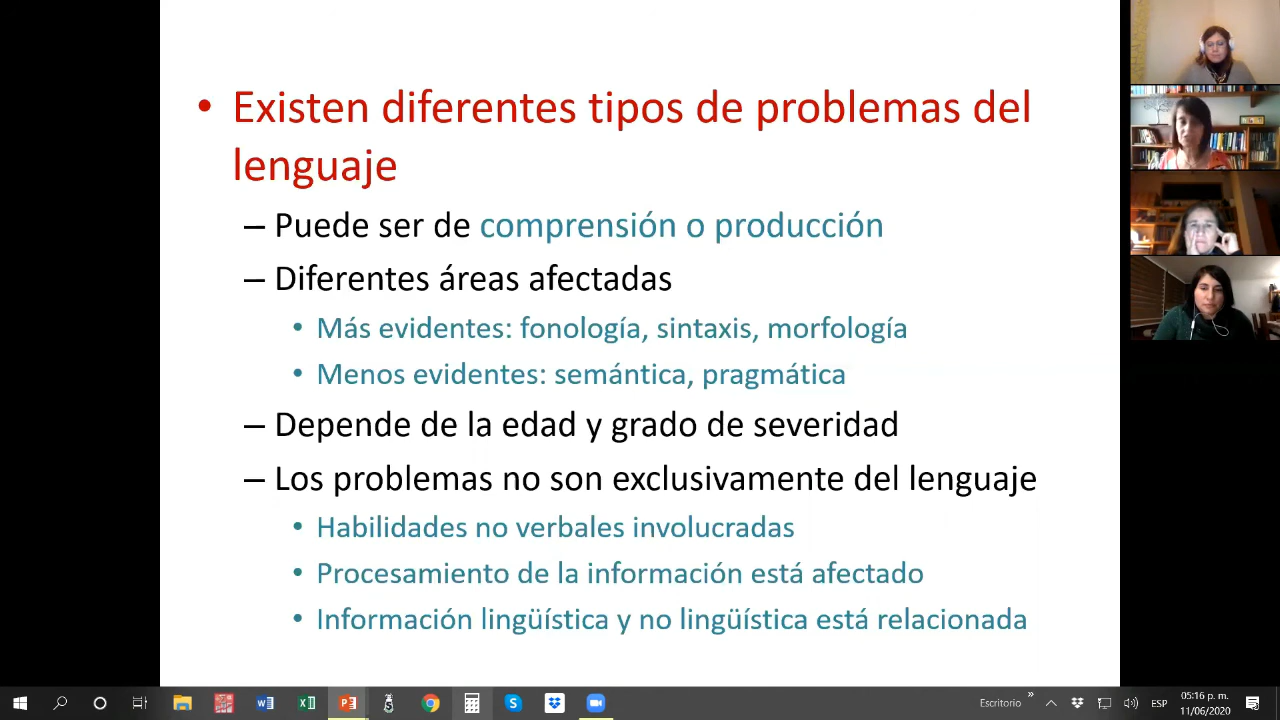 • Existen diferentes tipos de problemas del
lenguaje
– Puede ser de comprensión o producción
– Diferentes áreas afectadas
• Más evidentes: fonología, sintaxis, morfología
• Menos evidentes: semántica, pragmática
– Depende de la edad y grado de severidad
– Los problemas no son exclusivamente del lenguaje
• Habilidades no verbales involucradas
• Procesamiento de la información está afectado
• Información lingüística y no lingüística está relacionada
Escritorio
ESP
05:16 p. m.
11/06/2020